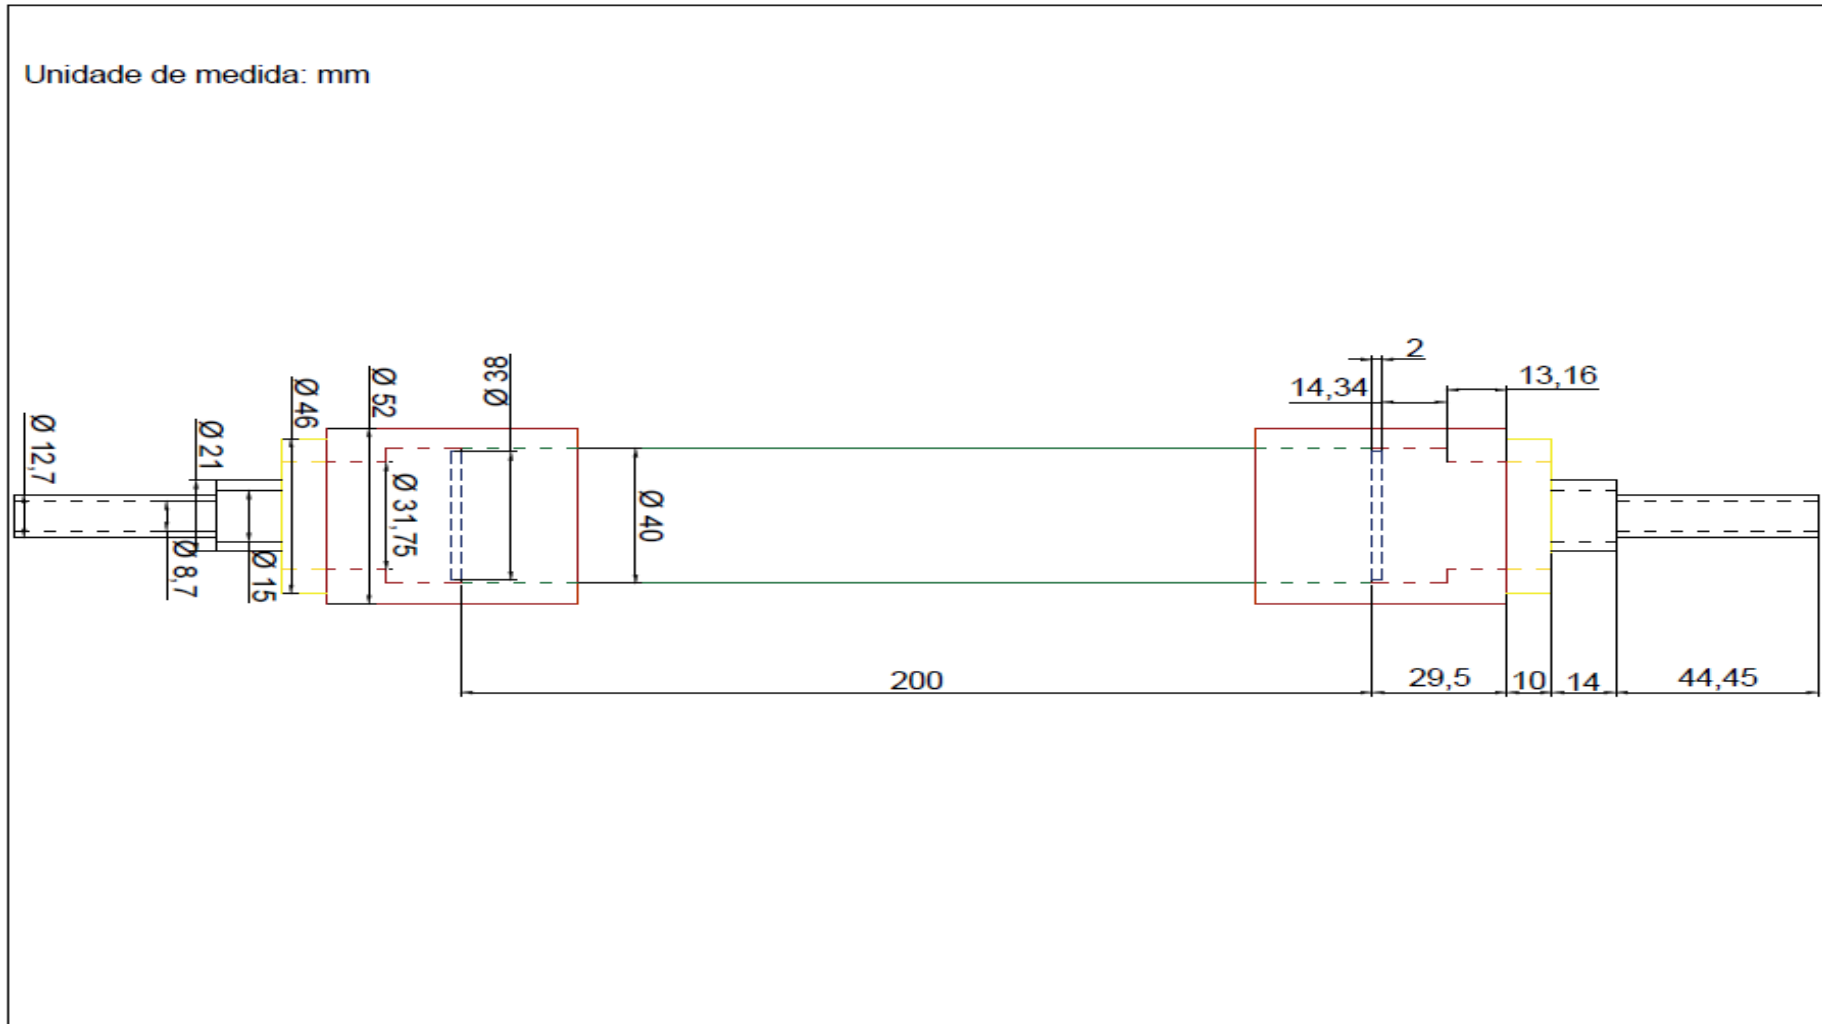 Unidade de medida: mm
Ø 12,7
Ø 8,7
Ø 21
Ø 15
Ø 46
Ø 52
Ø 31,75
Ø 38
Ø 40
2
14,34
13,16
200
29,5
10
14
44,45